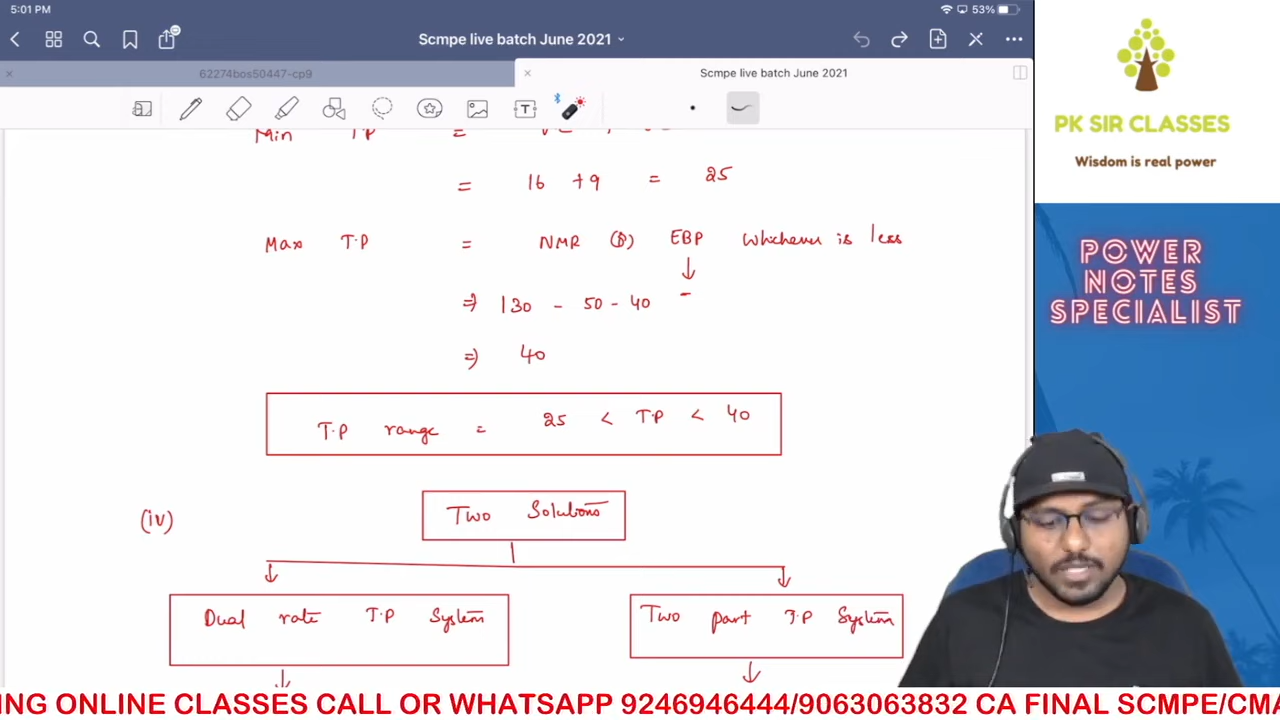 5:01 PM
53%
Scmpe live batch June 2021
62274bos50447-cp9
Scmpe live batch June 2021
Min T.P =
= 16 + 9 = 25
Max T.P = NMR (or) EBP whichever is less
⇒ 130 - 50 - 40 -
⇒ 40
T.P range = 25 < T.P < 40
(iv) Two Solutions
Dual rate T.P System
Two part T.P System
PK SIR CLASSES
Wisdom is real power
POWER
NOTES
SPECIALIST
ING ONLINE CLASSES CALL OR WHATSAPP 9246946444/9063063832 CA FINAL SCMPE/CMA